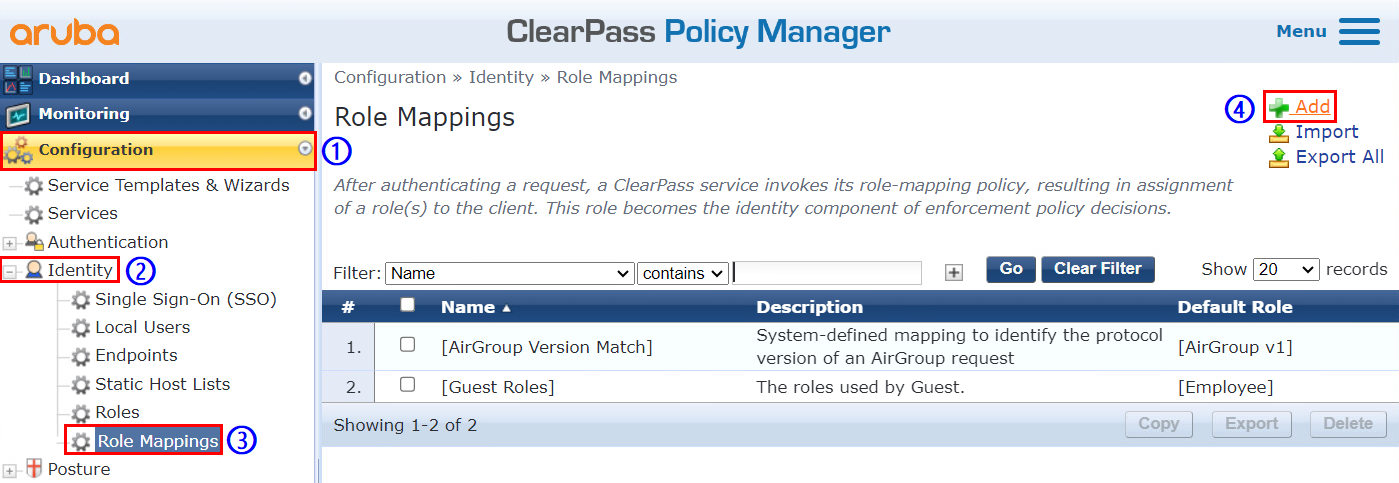 aruba
ClearPass Policy Manager
Menu
Dashboard
Monitoring
Configuration
①
Service Templates & Wizards
Services
Authentication
Identity
②
Single Sign-On (SSO)
Local Users
Endpoints
Static Host Lists
Roles
Role Mappings
③
Posture
Configuration » Identity » Role Mappings
Role Mappings
④
Add
Import
Export All
After authenticating a request, a ClearPass service invokes its role-mapping policy, resulting in assignment
of a role(s) to the client. This role becomes the identity component of enforcement policy decisions.
Filter: Name contains Go Clear Filter Show 20 records
# Name ▲ Description Default Role
1. [AirGroup Version Match] System-defined mapping to identify the protocol
version of an AirGroup request [AirGroup v1]
2. [Guest Roles] The roles used by Guest. [Employee]
Showing 1-2 of 2 Copy Export Delete